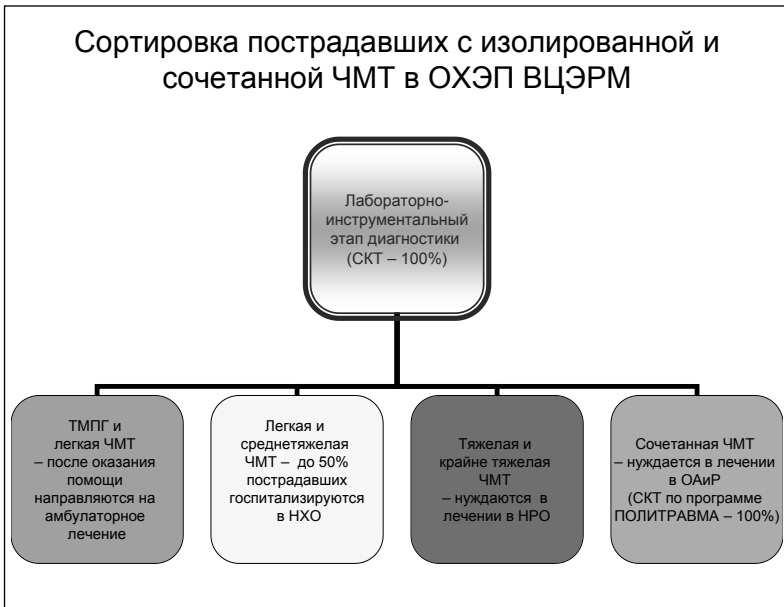 Сортировка пострадавших с изолированной и
сочетанной ЧМТ в ОХЭП ВЦЭРМ
Лабораторно-
инструментальный
этап диагностики
(СКТ – 100%)
ТМПГ и
легкая ЧМТ
– после оказания
помощи
направляются на
амбулаторное
лечение
Легкая и
среднетяжелая
ЧМТ – до 50%
пострадавших
госпитализируются
в НХО
Тяжелая и
крайне тяжелая
ЧМТ
– нуждаются в
лечении в НРО
Сочетанная ЧМТ
– нуждается в лечении
в ОАиР
(СКТ по программе
ПОЛИТРАВМА – 100%)